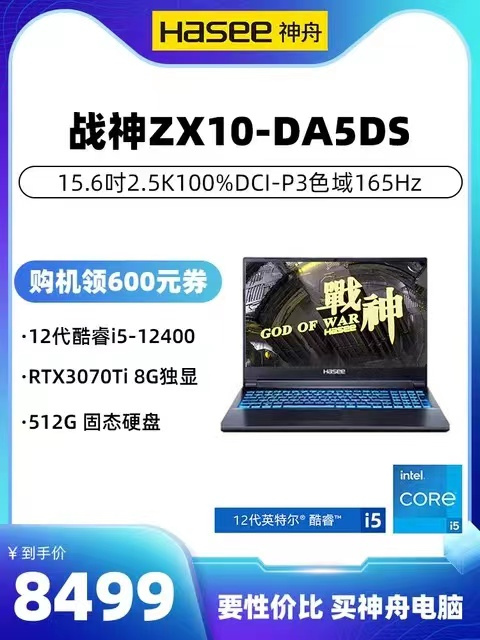 Hasee 神舟
战神ZX10-DA5DS
15.6吋2.5K100%DCI-P3色域165Hz
购机领600元券
·12代酷睿i5-12400
·RTX3070Ti 8G独显
·512G 固态硬盘
戰神
GOD OF WAR
Hasee
Hasee
12代英特尔® 酷睿™ i5
intel
CORE
i5
¥到手价
8499
要性价比 买神舟电脑